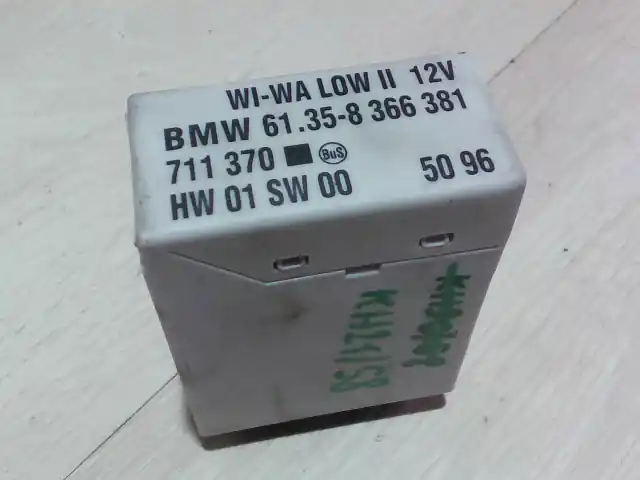 WI-WA LOW II 12V
BMW 61.35-8 366 381
711 370 BuS
HW 01 SW 00 50 96